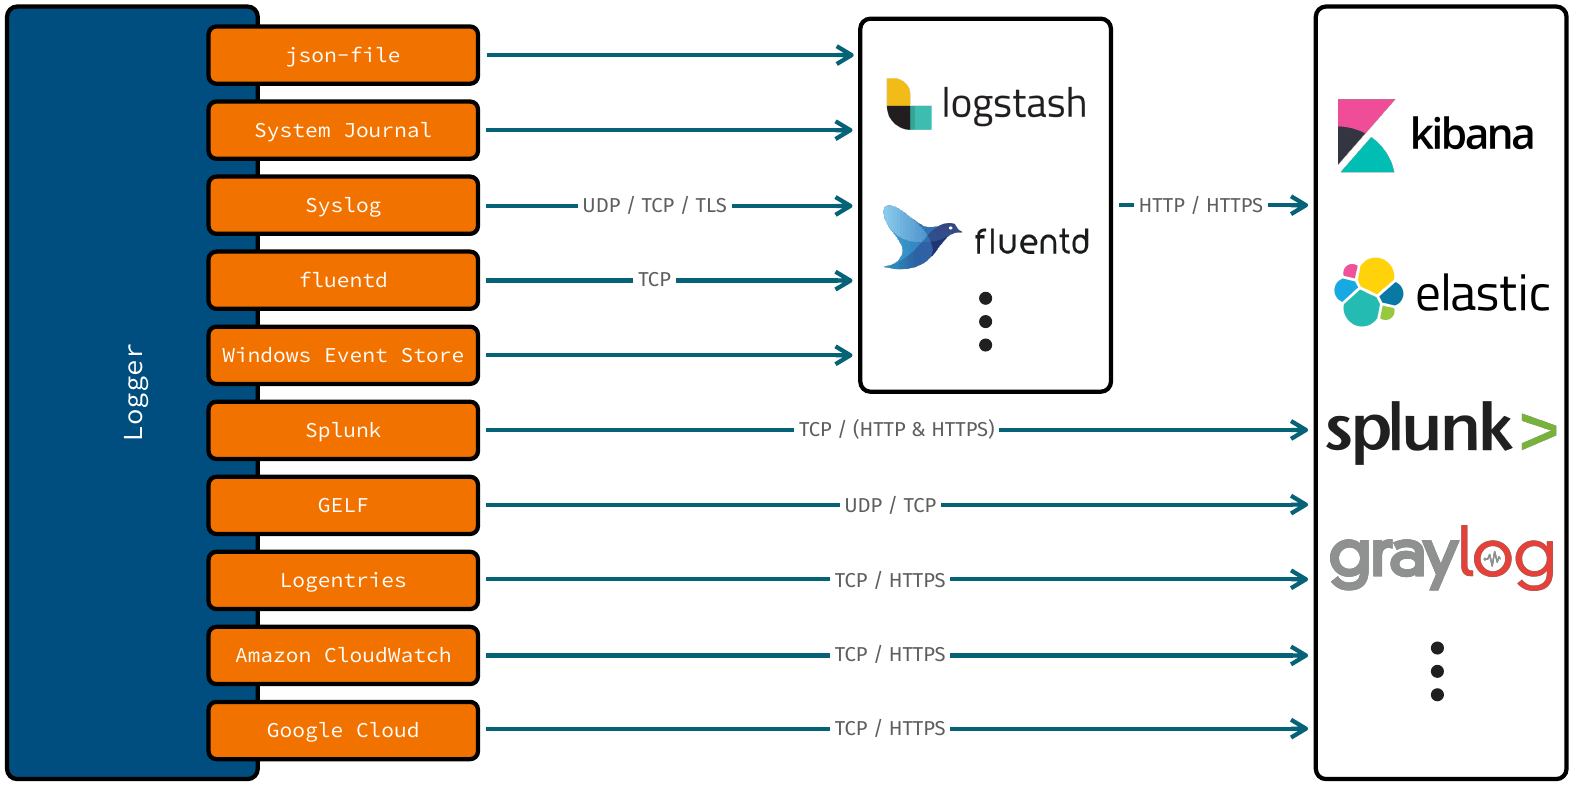 Logger
json-file
System Journal
Syslog
fluentd
Windows Event Store
Splunk
GELF
Logentries
Amazon CloudWatch
Google Cloud
UDP / TCP / TLS
TCP
TCP / (HTTP & HTTPS)
UDP / TCP
TCP / HTTPS
TCP / HTTPS
TCP / HTTPS
logstash
fluentd
HTTP / HTTPS
kibana
elastic
splunk>
graylog